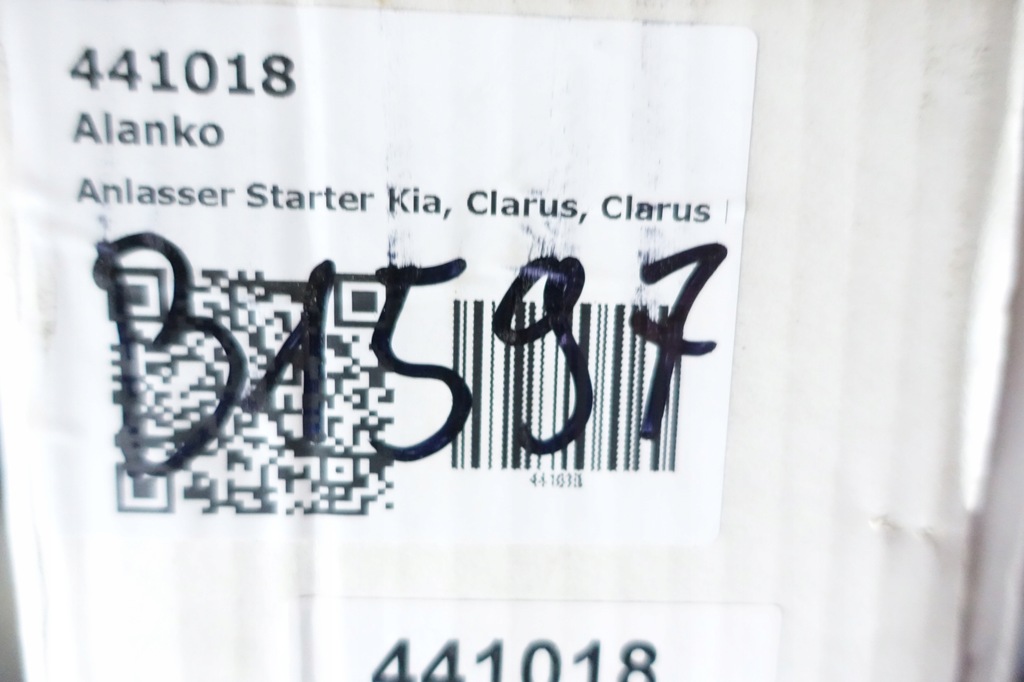 441018
Alanko
Anlasser Starter Kia, Clarus, Clarus
B1597
441018